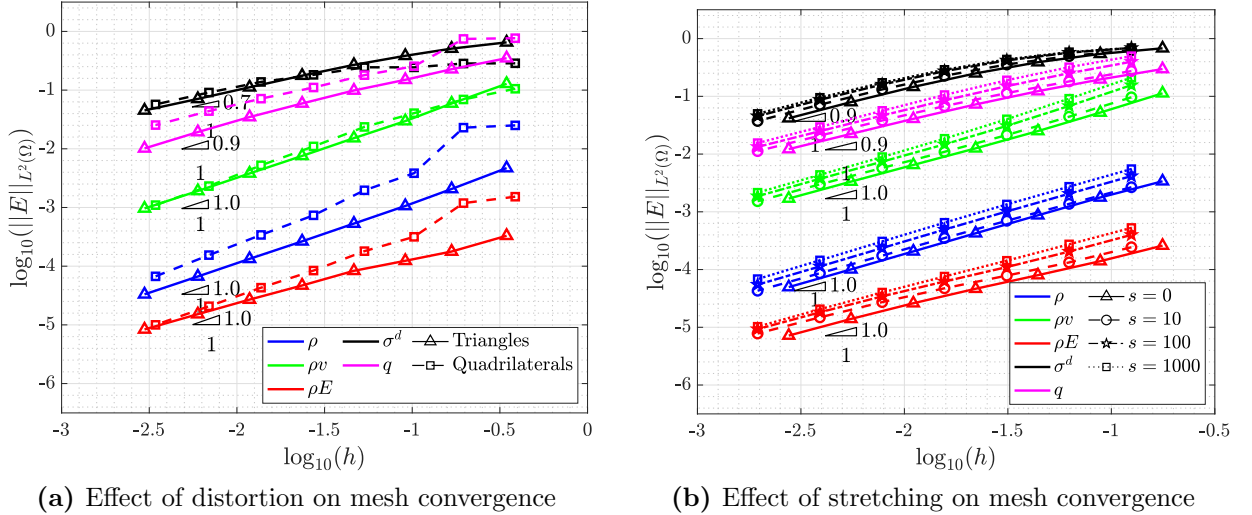 0
-1
-2
-3
-4
-5
-6
log₁₀(||E||_{L²(Ω)})
0.7
1
0.9
1
1.0
1
1.0
1
1.0
1
ρ
ρv
ρE
σᵈ
q
Triangles
Quadrilaterals
-3
-2.5
-2
-1.5
-1
-0.5
0
log₁₀(h)
(a) Effect of distortion on mesh convergence
0
-1
-2
-3
-4
-5
-6
log₁₀(||E||_{L²(Ω)})
0.9
1
0.9
1
1.0
1
1.0
1
1.0
1
ρ
ρv
ρE
σᵈ
q
s = 0
s = 10
s = 100
s = 1000
-3
-2.5
-2
-1.5
-1
-0.5
log₁₀(h)
(b) Effect of stretching on mesh convergence